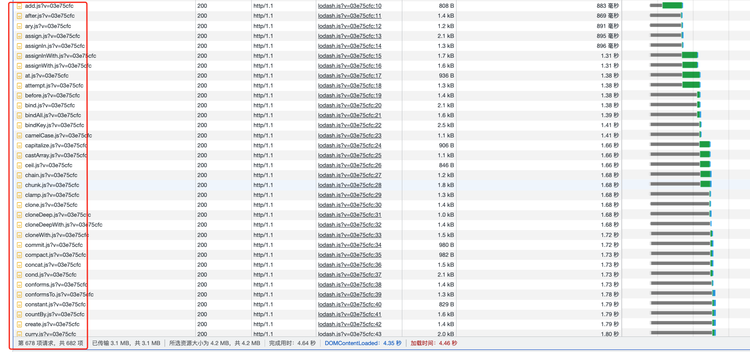 add.js?v=03e75cfc 200 http/1.1 lodash.js?v=03e75cfc:10 808 B 883 毫秒
after.js?v=03e75cfc 200 http/1.1 lodash.js?v=03e75cfc:11 1.4 kB 869 毫秒
ary.js?v=03e75cfc 200 http/1.1 lodash.js?v=03e75cfc:12 1.2 kB 891 毫秒
assign.js?v=03e75cfc 200 http/1.1 lodash.js?v=03e75cfc:13 2.1 kB 895 毫秒
assignIn.js?v=03e75cfc 200 http/1.1 lodash.js?v=03e75cfc:14 1.3 kB 896 毫秒
assignInWith.js?v=03e75cfc 200 http/1.1 lodash.js?v=03e75cfc:15 1.7 kB 1.31 秒
assignWith.js?v=03e75cfc 200 http/1.1 lodash.js?v=03e75cfc:16 1.6 kB 1.31 秒
at.js?v=03e75cfc 200 http/1.1 lodash.js?v=03e75cfc:17 938 B 1.38 秒
attempt.js?v=03e75cfc 200 http/1.1 lodash.js?v=03e75cfc:18 1.3 kB 1.38 秒
before.js?v=03e75cfc 200 http/1.1 lodash.js?v=03e75cfc:19 1.4 kB 1.38 秒
bind.js?v=03e75cfc 200 http/1.1 lodash.js?v=03e75cfc:20 2.1 kB 1.38 秒
bindAll.js?v=03e75cfc 200 http/1.1 lodash.js?v=03e75cfc:21 1.6 kB 1.39 秒
bindKey.js?v=03e75cfc 200 http/1.1 lodash.js?v=03e75cfc:22 2.5 kB 1.41 秒
camelCase.js?v=03e75cfc 200 http/1.1 lodash.js?v=03e75cfc:23 1.1 kB 1.41 秒
capitalize.js?v=03e75cfc 200 http/1.1 lodash.js?v=03e75cfc:24 906 B 1.66 秒
castArray.js?v=03e75cfc 200 http/1.1 lodash.js?v=03e75cfc:25 1.1 kB 1.66 秒
ceil.js?v=03e75cfc 200 http/1.1 lodash.js?v=03e75cfc:26 846 B 1.66 秒
chain.js?v=03e75cfc 200 http/1.1 lodash.js?v=03e75cfc:27 1.2 kB 1.68 秒
chunk.js?v=03e75cfc 200 http/1.1 lodash.js?v=03e75cfc:28 1.8 kB 1.68 秒
clamp.js?v=03e75cfc 200 http/1.1 lodash.js?v=03e75cfc:29 1.3 kB 1.68 秒
clone.js?v=03e75cfc 200 http/1.1 lodash.js?v=03e75cfc:30 1.4 kB 1.68 秒
cloneDeep.js?v=03e75cfc 200 http/1.1 lodash.js?v=03e75cfc:31 1.0 kB 1.68 秒
cloneDeepWith.js?v=03e75cfc 200 http/1.1 lodash.js?v=03e75cfc:32 1.4 kB 1.68 秒
cloneWith.js?v=03e75cfc 200 http/1.1 lodash.js?v=03e75cfc:33 1.5 kB 1.72 秒
commit.js?v=03e75cfc 200 http/1.1 lodash.js?v=03e75cfc:34 980 B 1.73 秒
compact.js?v=03e75cfc 200 http/1.1 lodash.js?v=03e75cfc:35 982 B 1.73 秒
concat.js?v=03e75cfc 200 http/1.1 lodash.js?v=03e75cfc:36 1.5 kB 1.73 秒
cond.js?v=03e75cfc 200 http/1.1 lodash.js?v=03e75cfc:37 2.1 kB 1.73 秒
conforms.js?v=03e75cfc 200 http/1.1 lodash.js?v=03e75cfc:38 1.4 kB 1.73 秒
conformsTo.js?v=03e75cfc 200 http/1.1 lodash.js?v=03e75cfc:39 1.3 kB 1.78 秒
constant.js?v=03e75cfc 200 http/1.1 lodash.js?v=03e75cfc:40 829 B 1.79 秒
countBy.js?v=03e75cfc 200 http/1.1 lodash.js?v=03e75cfc:41 1.6 kB 1.79 秒
create.js?v=03e75cfc 200 http/1.1 lodash.js?v=03e75cfc:42 1.4 kB 1.79 秒
curry.js?v=03e75cfc 200 http/1.1 lodash.js?v=03e75cfc:43 2.0 kB 1.80 秒
第 678 项请求，共 682 项 已传输 3.1 MB，共 3.1 MB 所选资源大小为 4.2 MB，共 4.2 MB 完成用时：4.64 秒 DOMContentLoaded：4.35 秒 加载时间：4.46 秒